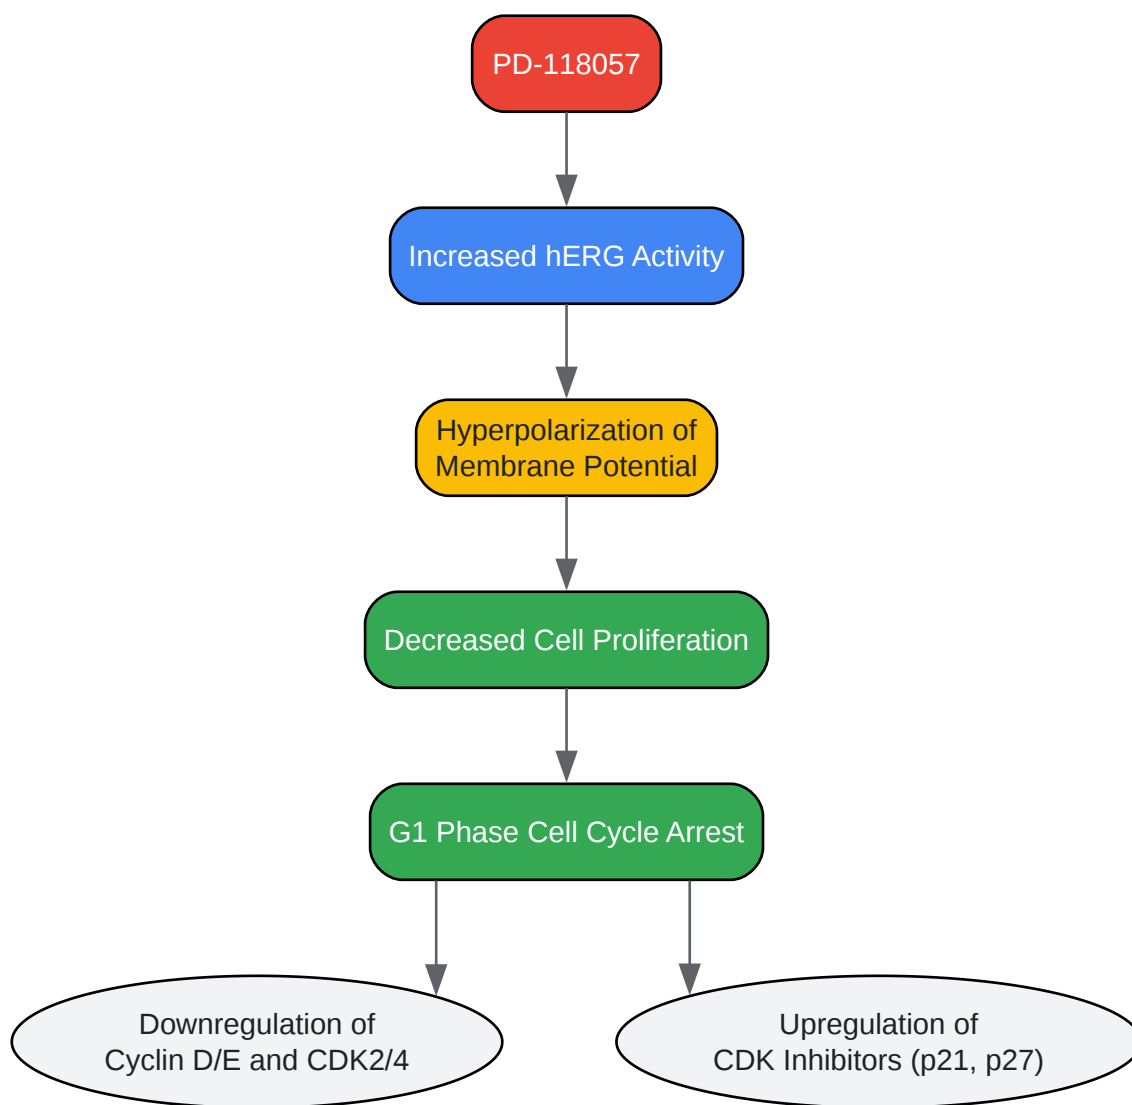 PD-118057
Increased hERG Activity
Hyperpolarization of
Membrane Potential
Decreased Cell Proliferation
G1 Phase Cell Cycle Arrest
Downregulation of
Cyclin D/E and CDK2/4
Upregulation of
CDK Inhibitors (p21, p27)